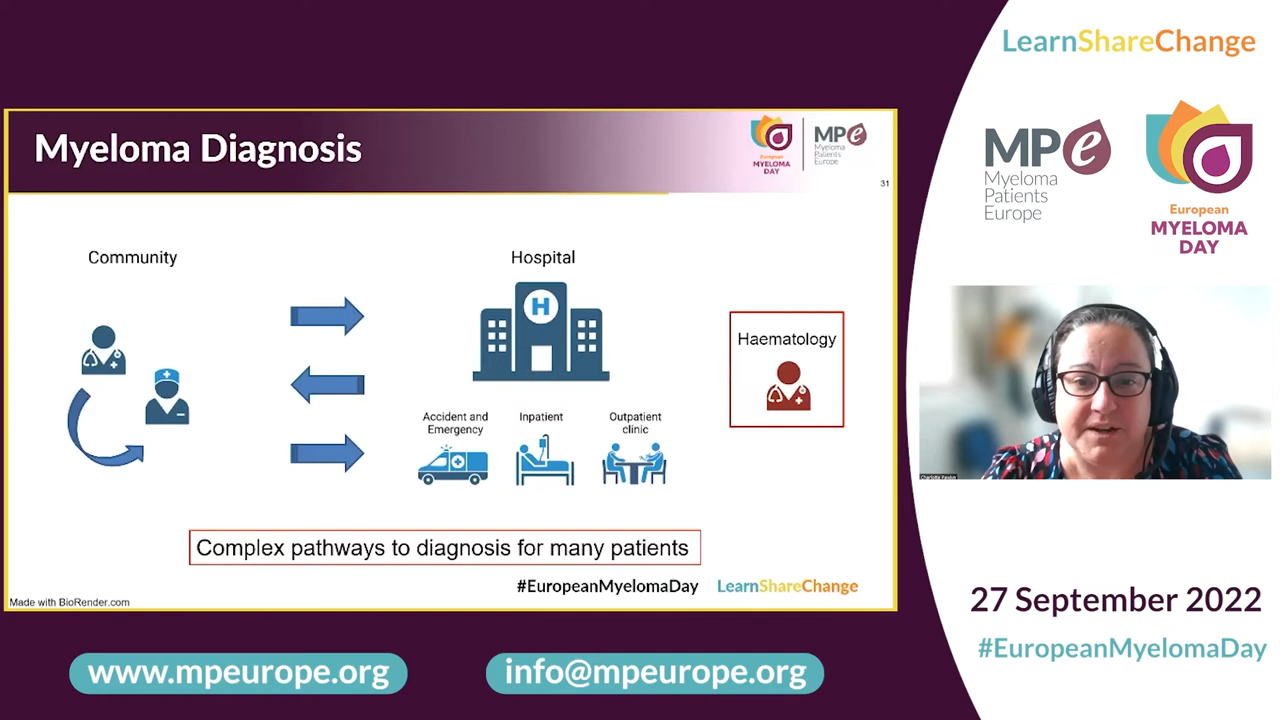 LearnShareChange
Myeloma Diagnosis
European
MYELOMA
DAY
MPe
Myeloma
Patients
Europe
31
Community
Hospital
H
Haematology
Accident and
Emergency
Inpatient
Outpatient
clinic
Complex pathways to diagnosis for many patients
#EuropeanMyelomaDay
LearnShareChange
Made with BioRender.com
MPe
Myeloma
Patients
Europe
European
MYELOMA
DAY
27 September 2022
#EuropeanMyelomaDay
www.mpeurope.org
info@mpeurope.org